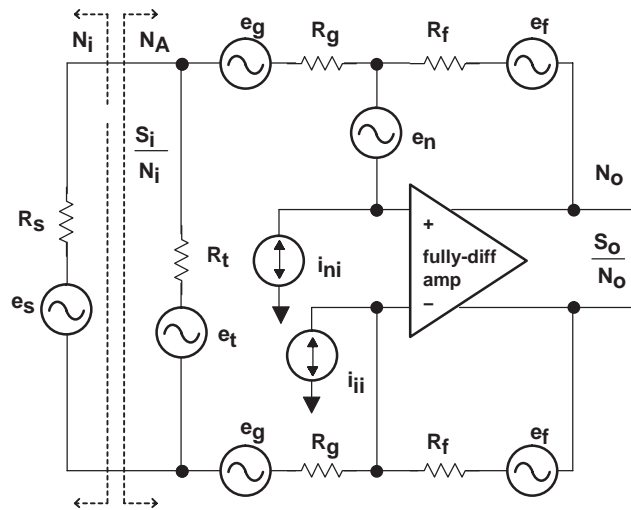 Ni NA eg Rg Rf ef
Si
Ni
en
No
Rs
Rt
ini
+
fully-diff
amp
−
So
No
es
et
iii
eg Rg Rf ef